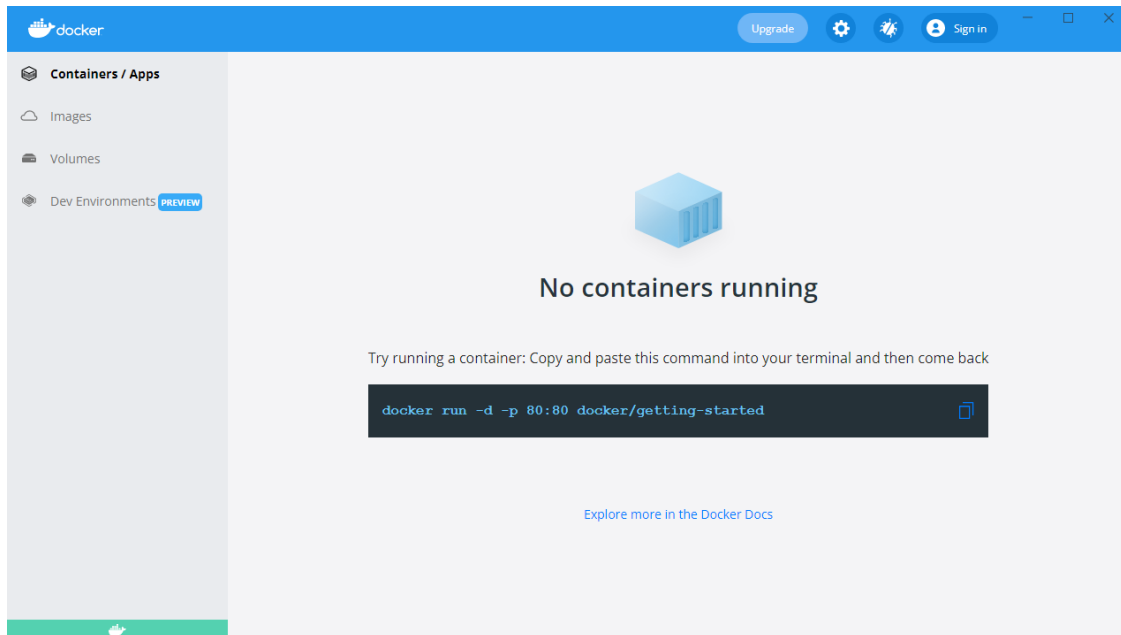 docker
Upgrade
Sign in
Containers / Apps
Images
Volumes
Dev Environments PREVIEW
No containers running
Try running a container: Copy and paste this command into your terminal and then come back
docker run -d -p 80:80 docker/getting-started
Explore more in the Docker Docs